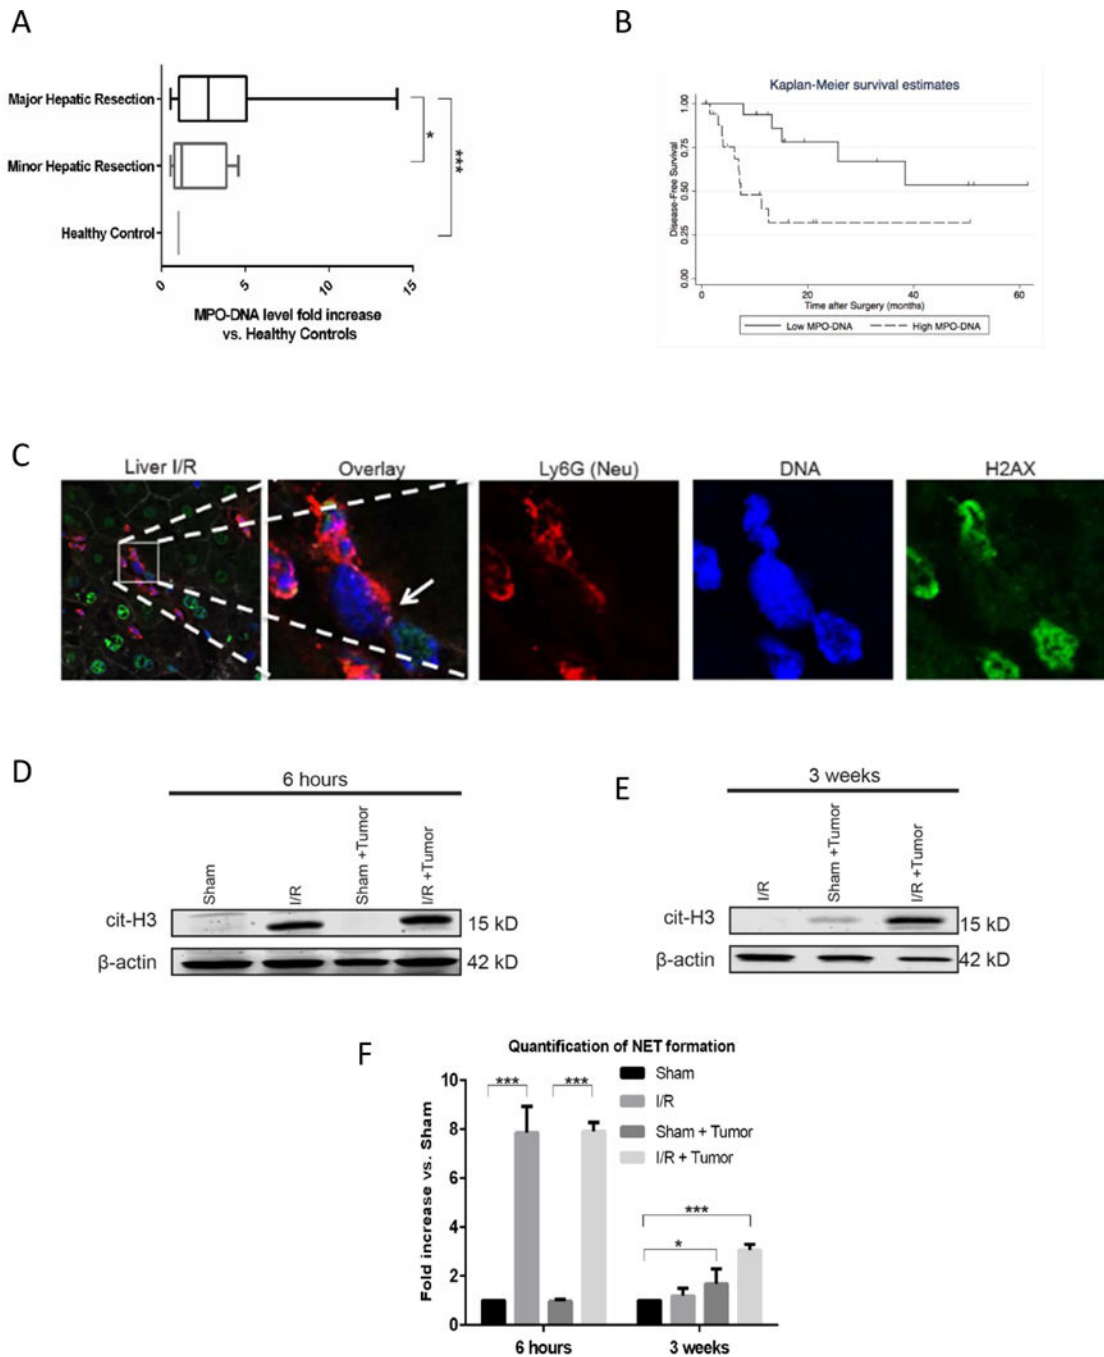 A
Major Hepatic Resection
Minor Hepatic Resection
Healthy Control
*
***
0
5
10
15
MPO-DNA level fold increase
vs. Healthy Controls
B
Kaplan-Meier survival estimates
Disease-Free Survival
1.00
0.75
0.50
0.25
0.00
0
20
40
60
Time after Surgery (months)
Low MPO-DNA
High MPO-DNA
C
Liver I/R
Overlay
Ly6G (Neu)
DNA
H2AX
D
6 hours
Sham
I/R
Sham +Tumor
I/R +Tumor
cit-H3
15 kD
β-actin
42 kD
E
3 weeks
I/R
Sham +Tumor
I/R +Tumor
cit-H3
15 kD
β-actin
42 kD
F
Quantification of NET formation
Sham
I/R
Sham + Tumor
I/R + Tumor
Fold increase vs. Sham
10
8
6
4
2
0
***
***
***
*
6 hours
3 weeks